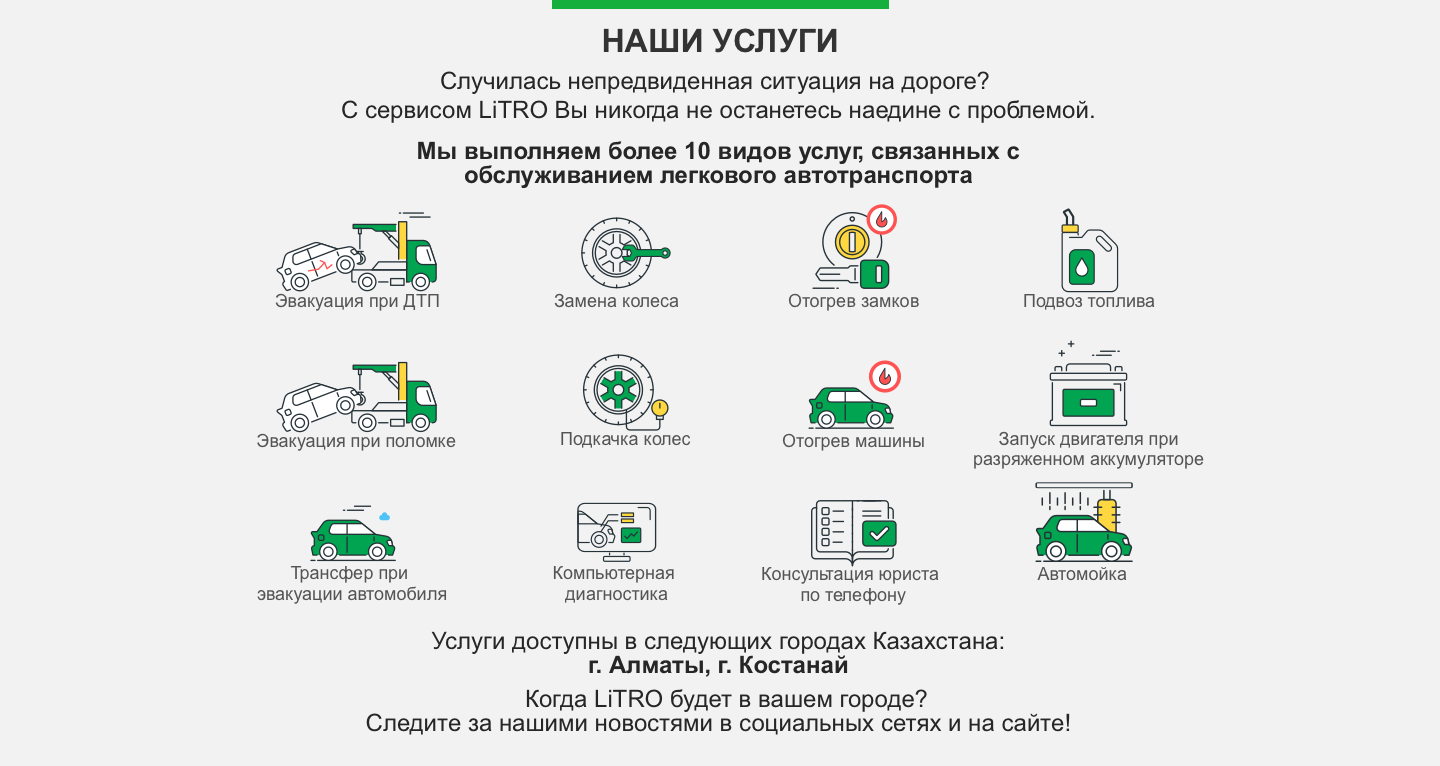 НАШИ УСЛУГИ
Случилась непредвиденная ситуация на дороге?
С сервисом LiTRO Вы никогда не останетесь наедине с проблемой.
Мы выполняем более 10 видов услуг, связанных с
обслуживанием легкового автотранспорта
Эвакуация при ДТП
Замена колеса
Отогрев замков
Подвоз топлива
Эвакуация при поломке
Подкачка колес
Отогрев машины
Запуск двигателя при
разряженном аккумуляторе
Трансфер при
эвакуации автомобиля
Компьютерная
диагностика
Консультация юриста
по телефону
Автомойка
Услуги доступны в следующих городах Казахстана:
г. Алматы, г. Костанай
Когда LiTRO будет в вашем городе?
Следите за нашими новостями в социальных сетях и на сайте!